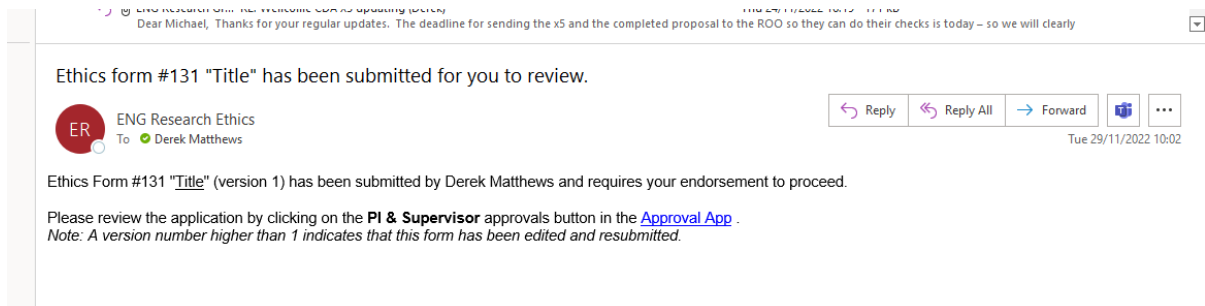 Dear Michael, Thanks for your regular updates. The deadline for sending the x5 and the completed proposal to the ROO so they can do their checks is today – so we will clearly
Ethics form #131 "Title" has been submitted for you to review.
ER
ENG Research Ethics
To Derek Matthews
Reply
Reply All
Forward
Tue 29/11/2022 10:02
Ethics Form #131 "Title" (version 1) has been submitted by Derek Matthews and requires your endorsement to proceed.
Please review the application by clicking on the PI & Supervisor approvals button in the Approval App .
Note: A version number higher than 1 indicates that this form has been edited and resubmitted.